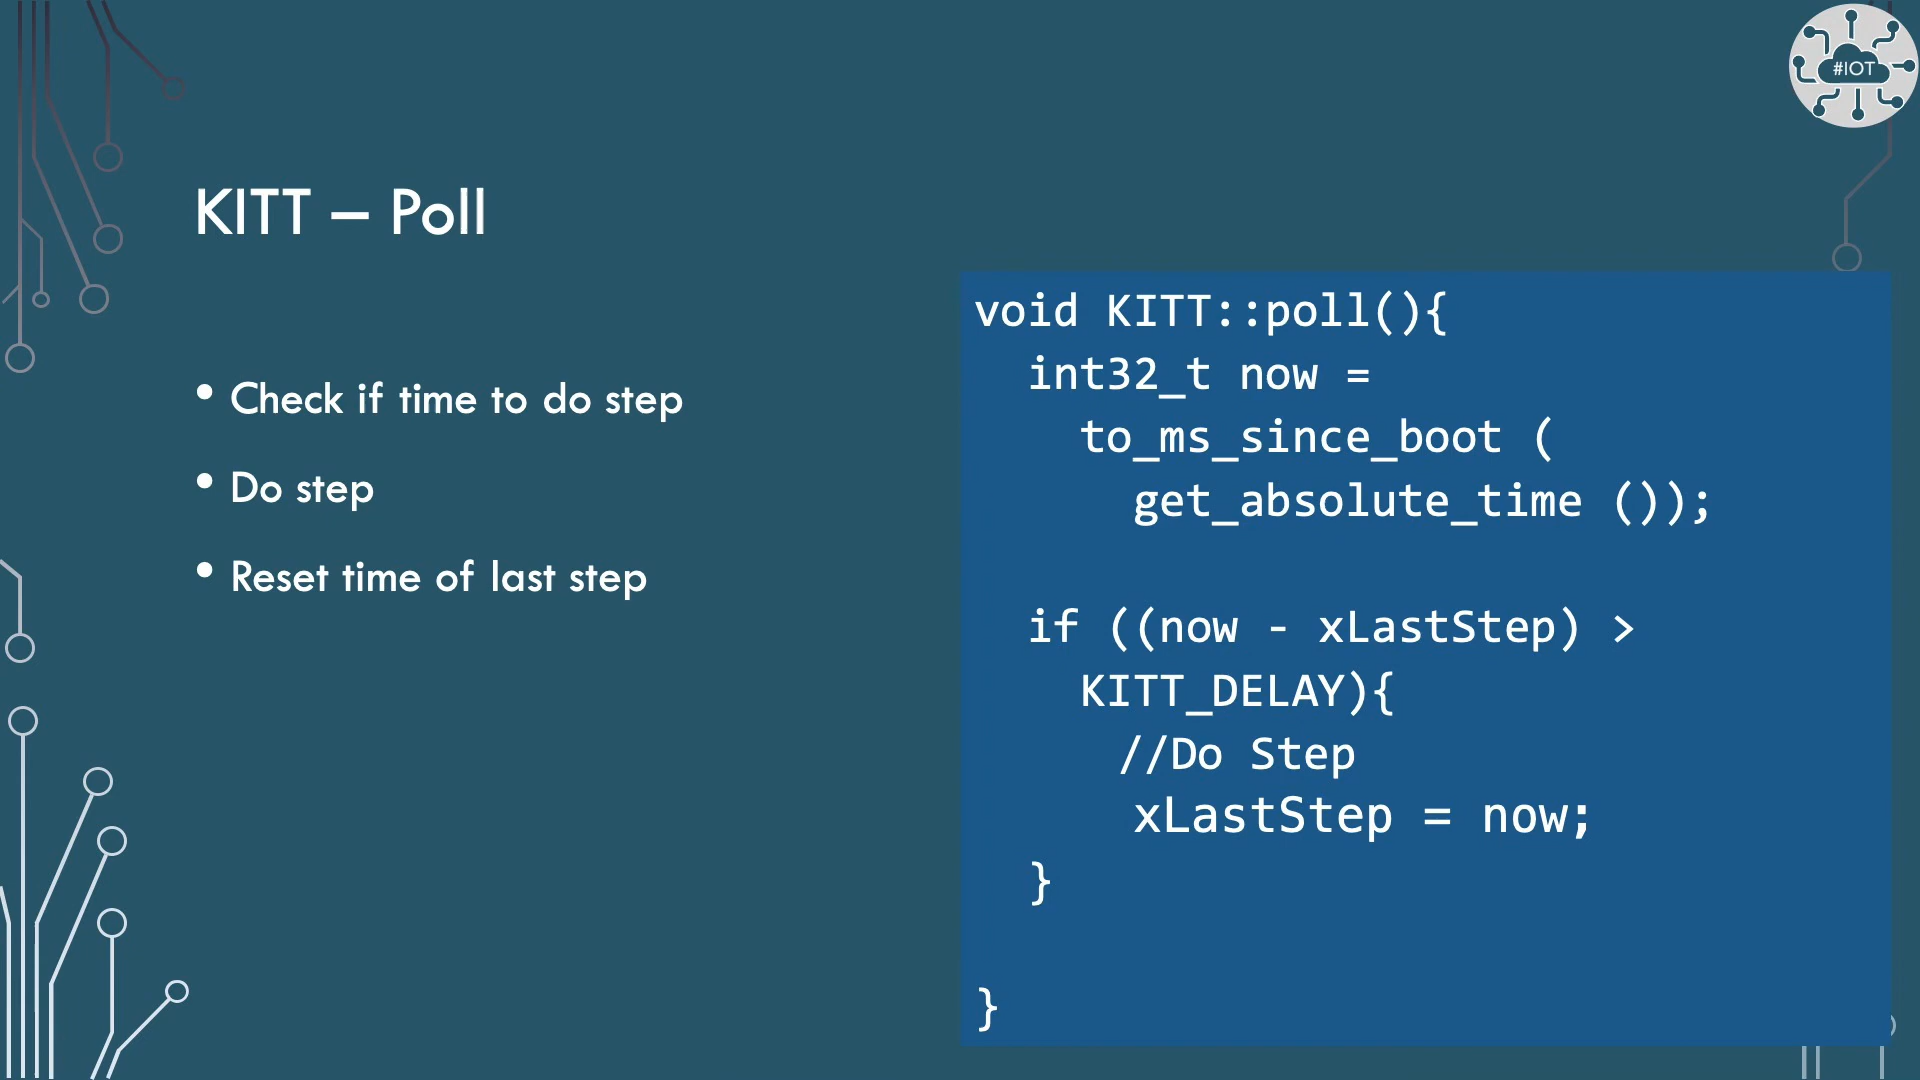 #IOT
KITT – Poll
• Check if time to do step
• Do step
• Reset time of last step
void KITT::poll(){
int32_t now =
to_ms_since_boot (
get_absolute_time ());
if ((now - xLastStep) >
KITT_DELAY){
//Do Step
xLastStep = now;
}
}